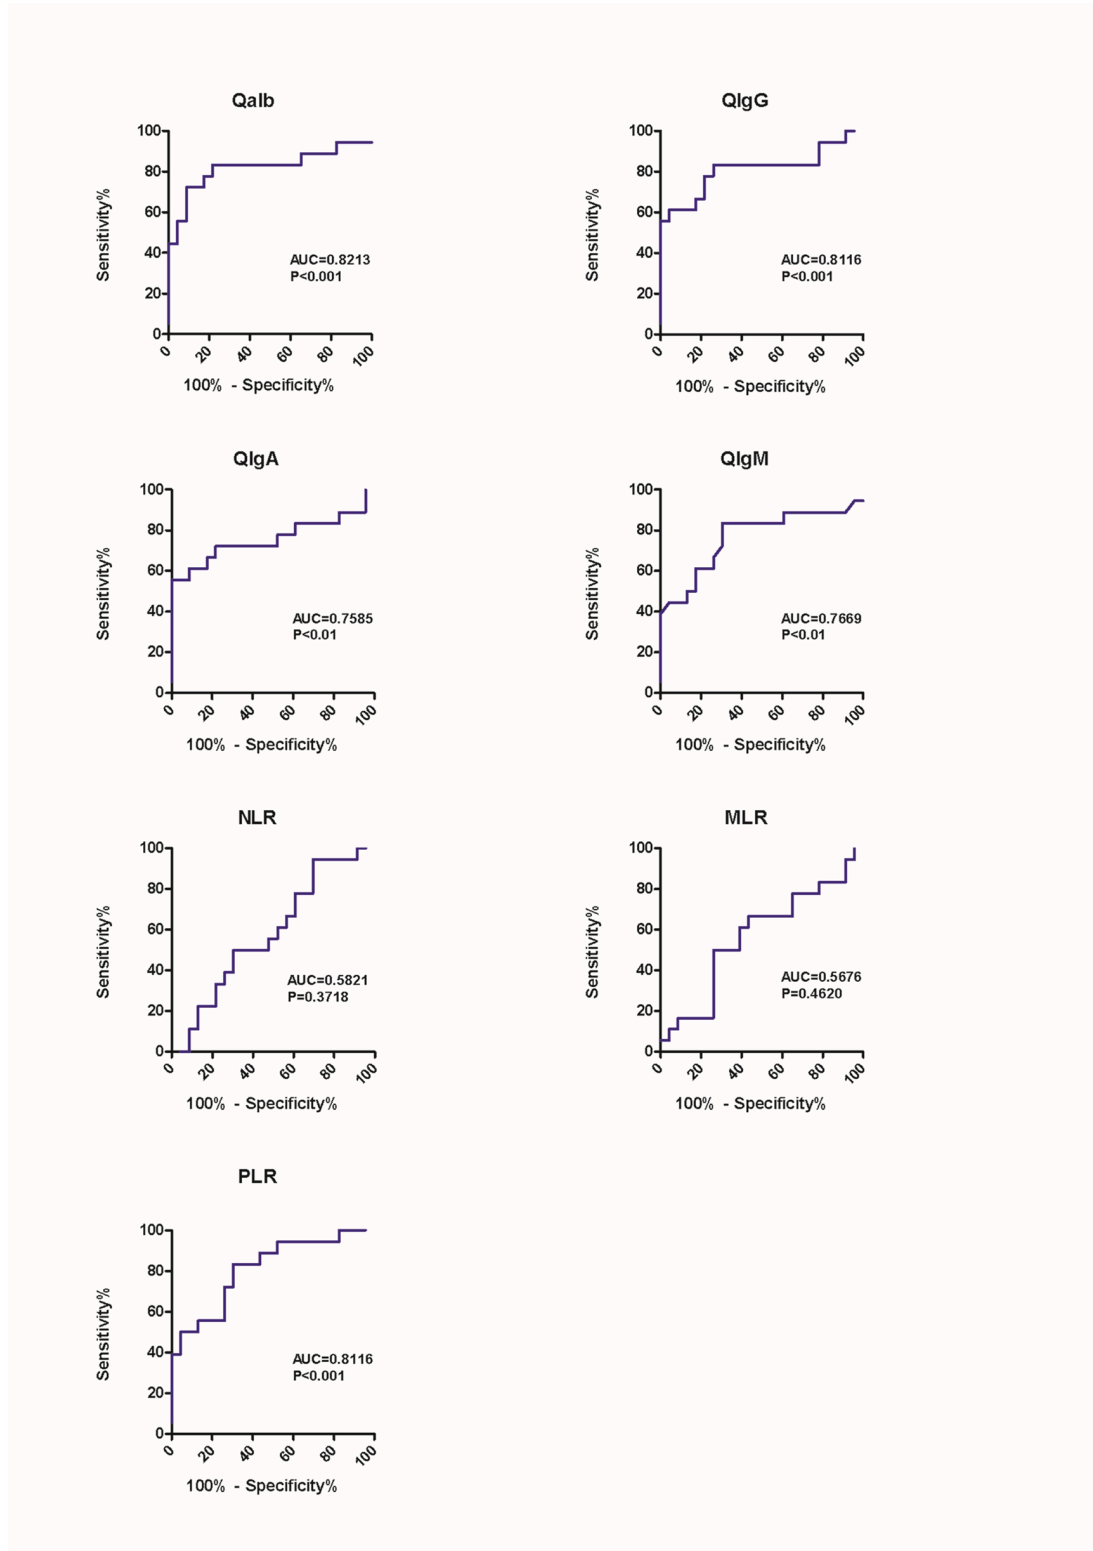 Qalb
100
80
60
40
20
0
Sensitivity%
AUC=0.8213
P<0.001
0 20 40 60 80 100
100% - Specificity%
QIgG
100
80
60
40
20
0
Sensitivity%
AUC=0.8116
P<0.001
0 20 40 60 80 100
100% - Specificity%
QIgA
100
80
60
40
20
0
Sensitivity%
AUC=0.7585
P<0.01
0 20 40 60 80 100
100% - Specificity%
QIgM
100
80
60
40
20
0
Sensitivity%
AUC=0.7669
P<0.01
0 20 40 60 80 100
100% - Specificity%
NLR
100
80
60
40
20
0
Sensitivity%
AUC=0.5821
P=0.3718
0 20 40 60 80 100
100% - Specificity%
MLR
100
80
60
40
20
0
Sensitivity%
AUC=0.5676
P=0.4620
0 20 40 60 80 100
100% - Specificity%
PLR
100
80
60
40
20
0
Sensitivity%
AUC=0.8116
P<0.001
0 20 40 60 80 100
100% - Specificity%